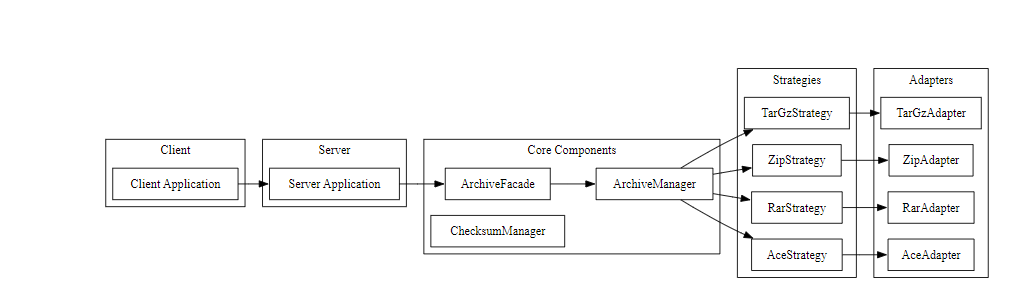 Client
Client Application
Server
Server Application
Core Components
ArchiveFacade
ArchiveManager
ChecksumManager
Strategies
TarGzStrategy
ZipStrategy
RarStrategy
AceStrategy
Adapters
TarGzAdapter
ZipAdapter
RarAdapter
AceAdapter